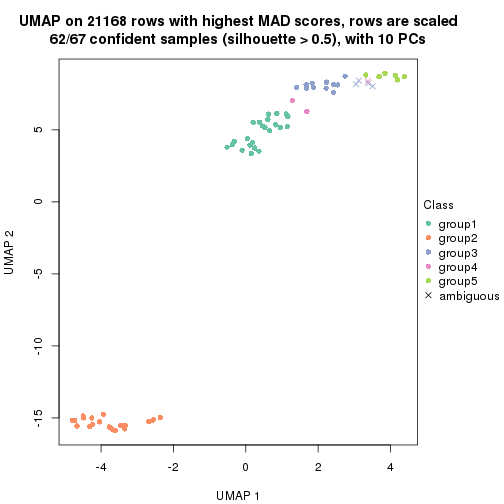 UMAP on 21168 rows with highest MAD scores, rows are scaled
62/67 confident samples (silhouette > 0.5), with 10 PCs
5
0
-5
-10
-15
UMAP 2
-4
-2
0
2
4
UMAP 1
Class
group1
group2
group3
group4
group5
ambiguous